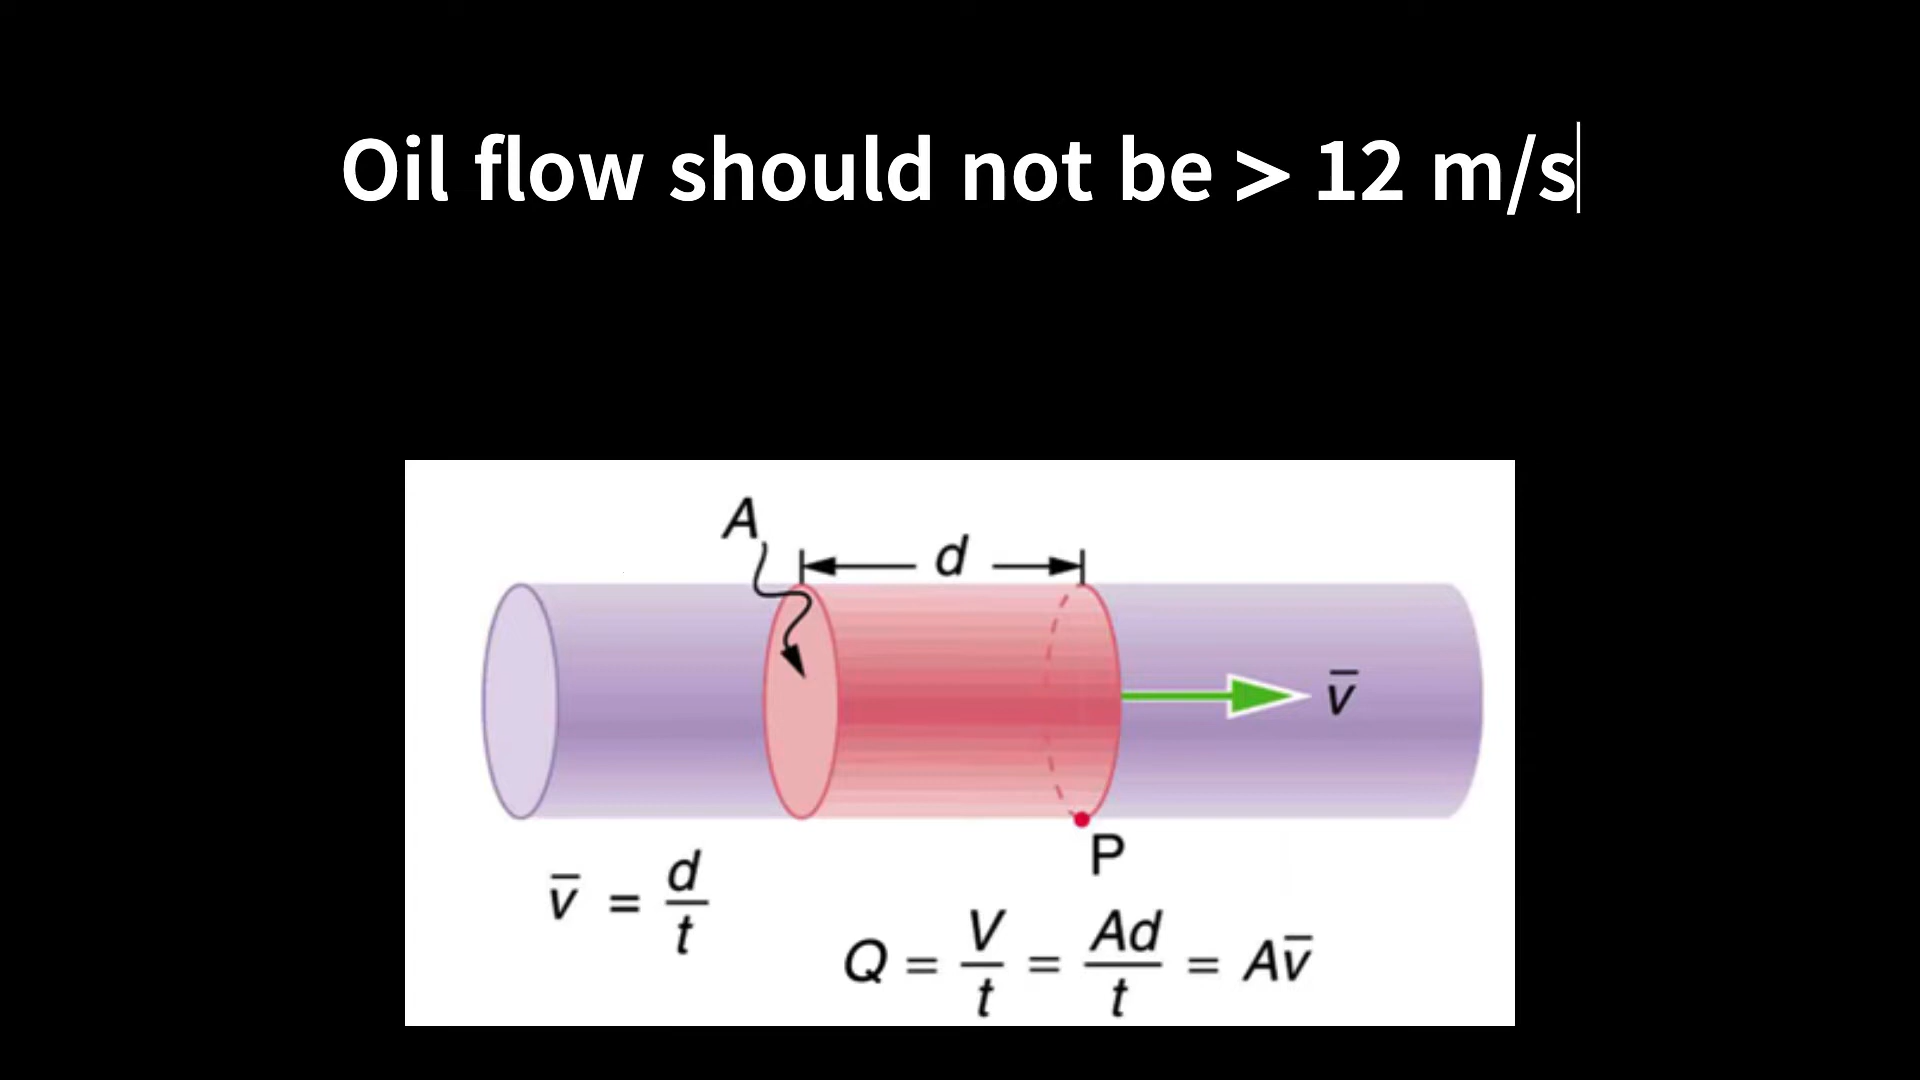 Oil flow should not be > 12 m/s
A
d
v̄
P
v̄ = d/t
Q = V/t = Ad/t = Av̄